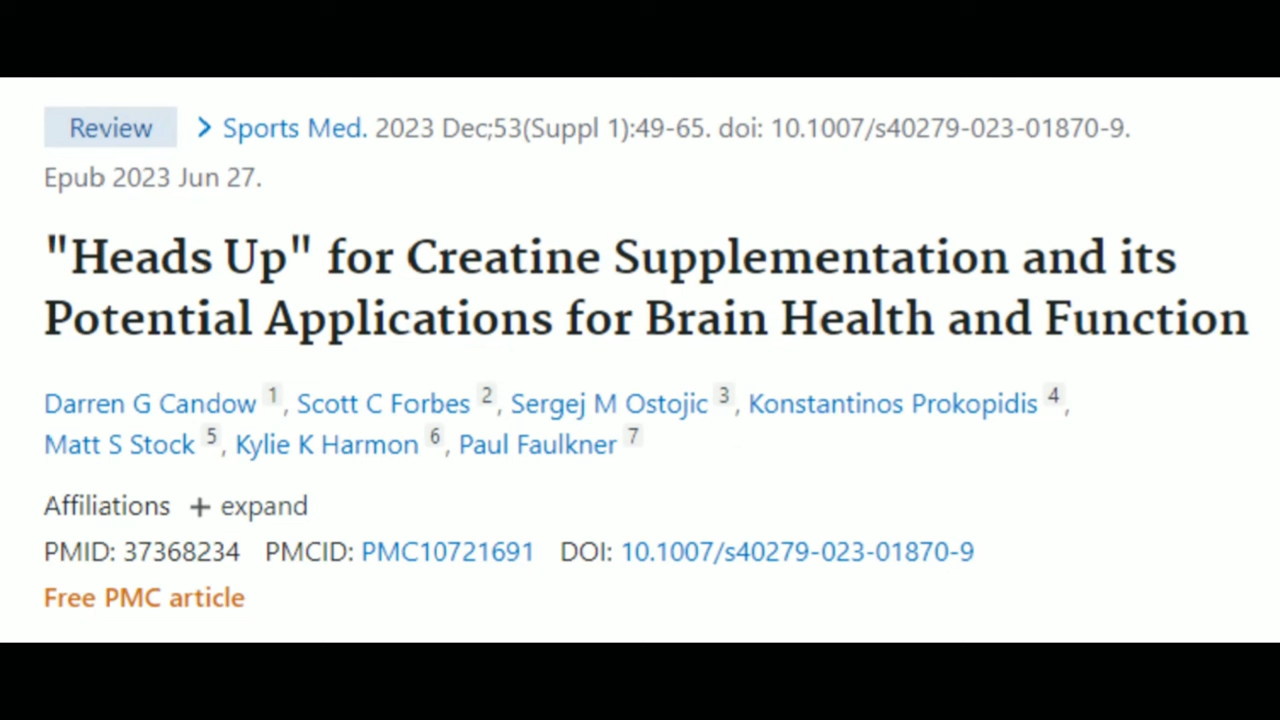 Review > Sports Med. 2023 Dec;53(Suppl 1):49-65. doi: 10.1007/s40279-023-01870-9.
Epub 2023 Jun 27.
"Heads Up" for Creatine Supplementation and its
Potential Applications for Brain Health and Function
Darren G Candow 1, Scott C Forbes 2, Sergej M Ostojic 3, Konstantinos Prokopidis 4,
Matt S Stock 5, Kylie K Harmon 6, Paul Faulkner 7
Affiliations + expand
PMID: 37368234 PMCID: PMC10721691 DOI: 10.1007/s40279-023-01870-9
Free PMC article